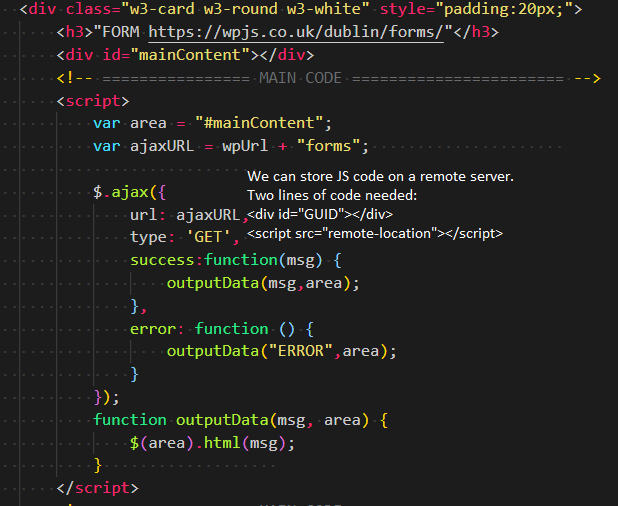 <div class="w3-card w3-round w3-white" style="padding:20px;">
<h3>"FORM https://wpjs.co.uk/dublin/forms/"</h3>
<div id="mainContent"></div>
<!-- ================ MAIN CODE ======================= -->
<script>
var area = "#mainContent";
var ajaxURL = wpUrl + "forms";
We can store JS code on a remote server.
$.ajax({
Two lines of code needed:
url: ajaxURL,
<div id="GUID"></div>
type: 'GET',
<script src="remote-location"></script>
success:function(msg) {
outputData(msg,area);
},
error: function () {
outputData("ERROR",area);
}
});
function outputData(msg, area) {
$(area).html(msg);
}
</script>